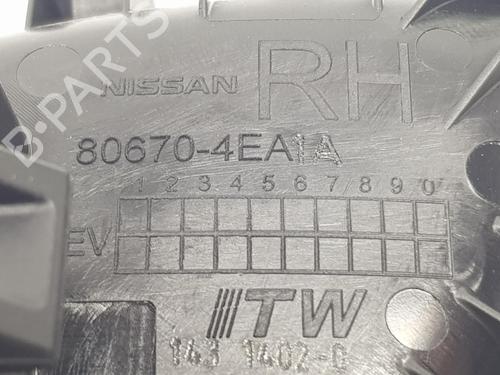 B-PARTS
NISSAN RH
80670-4EA1A
1 2 3 4 5 6 7 8 9 0
EV
ITW
143 1402-0